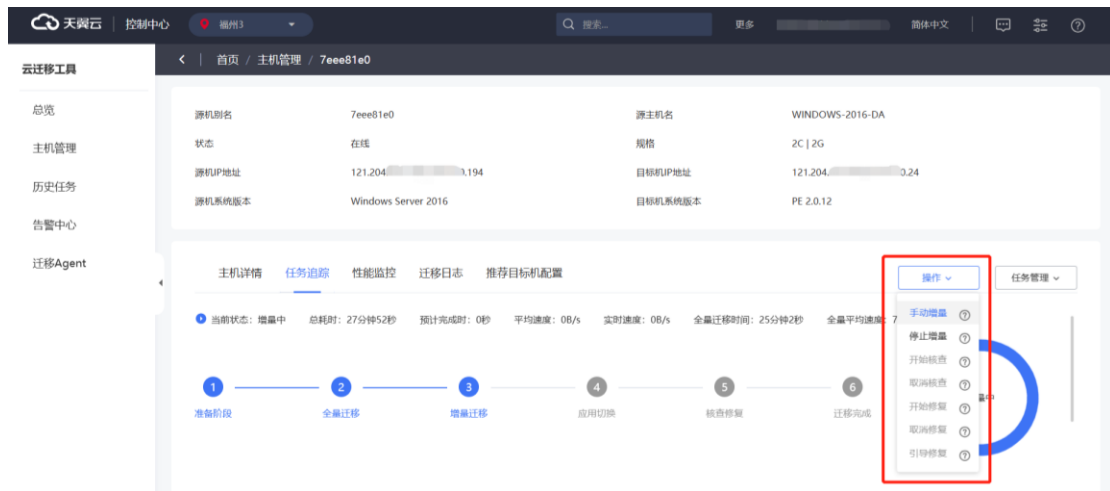 天翼云 | 控制中心 福州3 搜索... 更多 简体中文
云迁移工具
首页 / 主机管理 / 7eee81e0
总览
主机管理
历史任务
告警中心
迁移Agent
源机别名 7eee81e0 源主机名 WINDOWS-2016-DA
状态 在线 规格 2C | 2G
源机IP地址 121.204 .194 目标机IP地址 121.204. 0.24
源机系统版本 Windows Server 2016 目标机系统版本 PE 2.0.12
主机详情 任务追踪 性能监控 迁移日志 推荐目标机配置 操作 任务管理
当前状态：增量中 总耗时：27分钟52秒 预计完成时：0秒 平均速度：0B/s 实时速度：0B/s 全量迁移时间：25分钟2秒 全量平均速度：7
1 2 3 4 5 6
准备阶段 全量迁移 增量迁移 应用切换 核查修复 迁移完成
手动增量
停止增量
开始核查
取消核查
开始修复
取消修复
引导修复